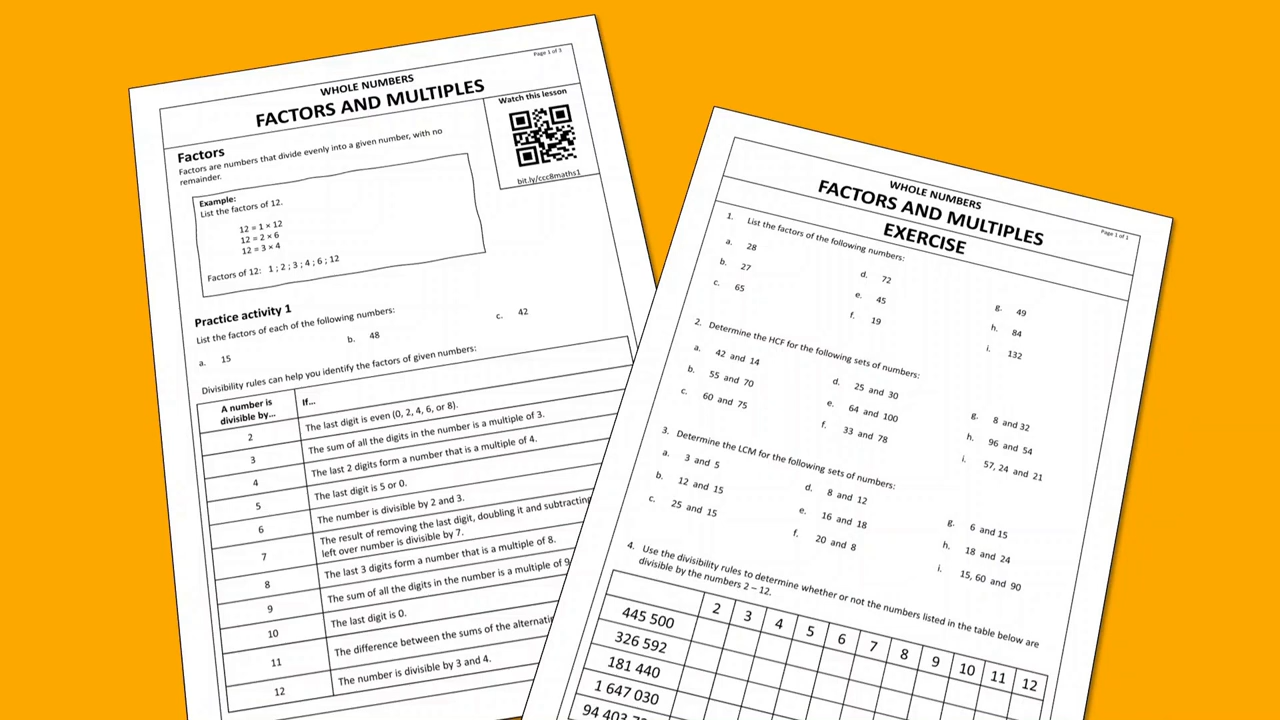 Page 1 of 3
WHOLE NUMBERS
FACTORS AND MULTIPLES
Watch this lesson
bit.ly/ccc8maths1
Factors
Factors are numbers that divide evenly into a given number, with no
remainder.
Example:
List the factors of 12.
12 = 1 × 12
12 = 2 × 6
12 = 3 × 4
Factors of 12: 1 ; 2 ; 3 ; 4 ; 6 ; 12
Practice activity 1
List the factors of each of the following numbers:
a. 15 b. 48 c. 42
Divisibility rules can help you identify the factors of given numbers:
A number is
divisible by... If...
2 The last digit is even (0, 2, 4, 6, or 8).
3 The sum of all the digits in the number is a multiple of 3.
4 The last 2 digits form a number that is a multiple of 4.
5 The last digit is 5 or 0.
6 The number is divisible by 2 and 3.
7 The result of removing the last digit, doubling it and subtracting
left over number is divisible by 7.
8 The last 3 digits form a number that is a multiple of 8.
9 The sum of all the digits in the number is a multiple of 9
10 The last digit is 0.
11 The difference between the sums of the
12 The number is divisible by 3 and 4.
WHOLE NUMBERS
FACTORS AND MULTIPLES
EXERCISE
Page 1 of 1
1. List the factors of the following numbers:
a. 28 d. 72 g. 49
b. 27 e. 45 h. 84
c. 65 f. 19 i. 132
2. Determine the HCF for the following sets of numbers:
a. 42 and 14 d. 25 and 30 g. 8 and 32
b. 55 and 70 e. 64 and 100 h. 96 and 54
c. 60 and 75 f. 33 and 78 i. 57, 24 and 21
3. Determine the LCM for the following sets of numbers:
a. 3 and 5 d. 8 and 12 g. 6 and 15
b. 12 and 15 e. 16 and 18 h. 18 and 24
c. 25 and 15 f. 20 and 8 i. 15, 60 and 90
4. Use the divisibility rules to determine whether or not the numbers listed in the table below are
divisible by the numbers 2 – 12.
2 3 4 5 6 7 8 9 10 11 12
445 500
326 592
181 440
1 647 030
94 403